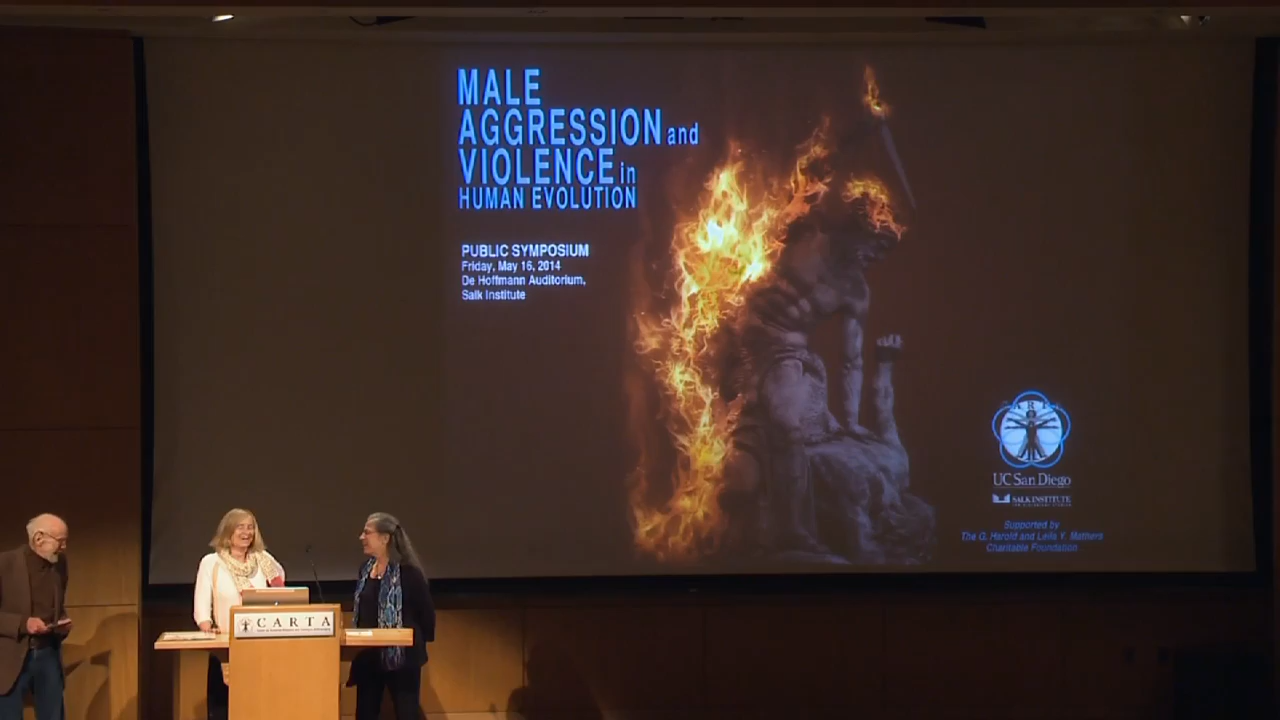 MALE
AGGRESSION and
VIOLENCE in
HUMAN EVOLUTION
PUBLIC SYMPOSIUM
Friday, May 16, 2014
De Hoffmann Auditorium,
Salk Institute
CARTA
UC San Diego
SALK INSTITUTE
Supported by
The G. Harold and Leila Y. Mathers
Charitable Foundation
CARTA